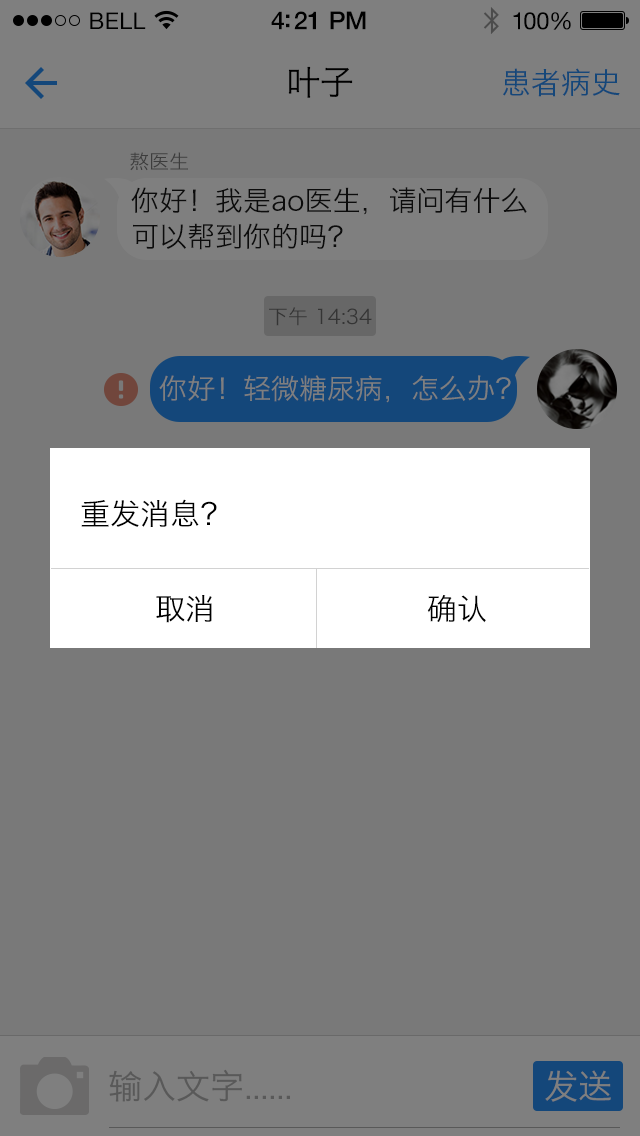 BELL 4:21 PM 100%
叶子 患者病史
熬医生
你好！我是ao医生，请问有什么
可以帮到你的吗？
下午 14:34
你好！轻微糖尿病，怎么办？
重发消息？
取消 确认
输入文字...... 发送